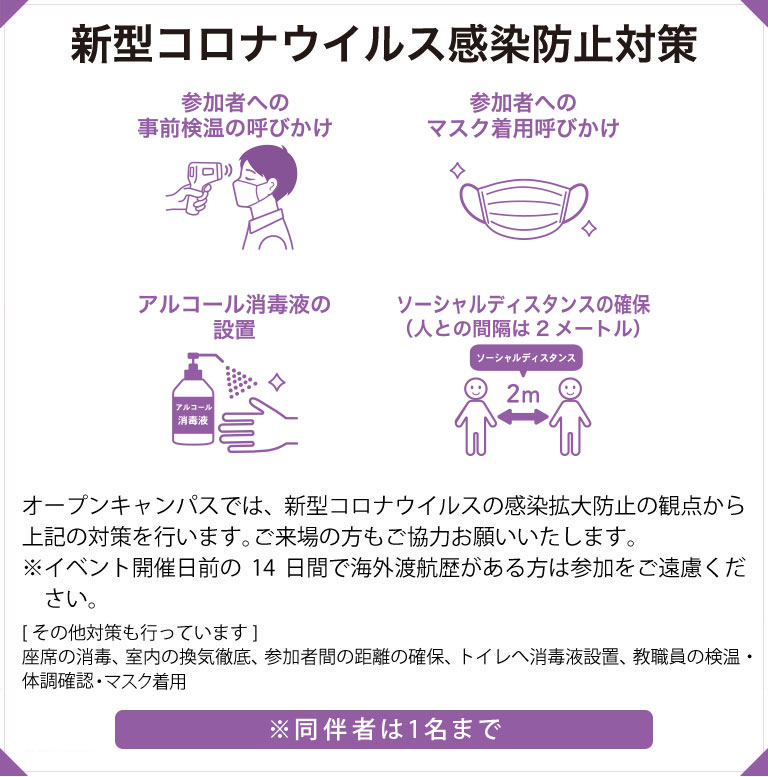 新型コロナウイルス感染防止対策
参加者への
事前検温の呼びかけ
参加者への
マスク着用呼びかけ
アルコール消毒液の
設置
アルコール
消毒液
ソーシャルディスタンスの確保
（人との間隔は 2 メートル）
ソーシャルディスタンス
2m
オープンキャンパスでは、新型コロナウイルスの感染拡大防止の観点から
上記の対策を行います。ご来場の方もご協力お願いいたします。
※イベント開催日前の 14 日間で海外渡航歴がある方は参加をご遠慮くだ
さい。
[ その他対策も行っています ]
座席の消毒、室内の換気徹底、参加者間の距離の確保、トイレへ消毒液設置、教職員の検温・
体調確認・マスク着用
※同伴者は1名まで